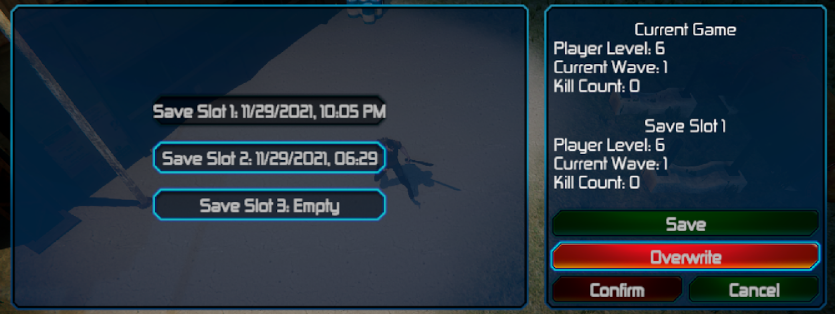 Save Slot 1: 11/29/2021, 10:05 PM
Save Slot 2: 11/29/2021, 06:29
Save Slot 3: Empty
Current Game
Player Level: 6
Current Wave: 1
Kill Count: 0
Save Slot 1
Player Level: 6
Current Wave: 1
Kill Count: 0
Save
Overwrite
Confirm
Cancel